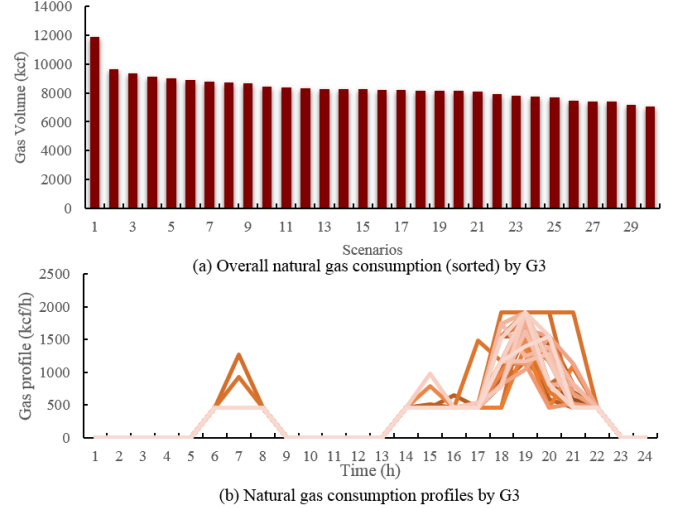 14000
12000
10000
8000
6000
4000
2000
0
Gas Volume (kcf)
1 3 5 7 9 11 13 15 17 19 21 23 25 27 29
Scenarios
(a) Overall natural gas consumption (sorted) by G3
2500
2000
1500
1000
500
0
Gas profile (kcf/h)
1 2 3 4 5 6 7 8 9 10 11 12 13 14 15 16 17 18 19 20 21 22 23 24
Time (h)
(b) Natural gas consumption profiles by G3